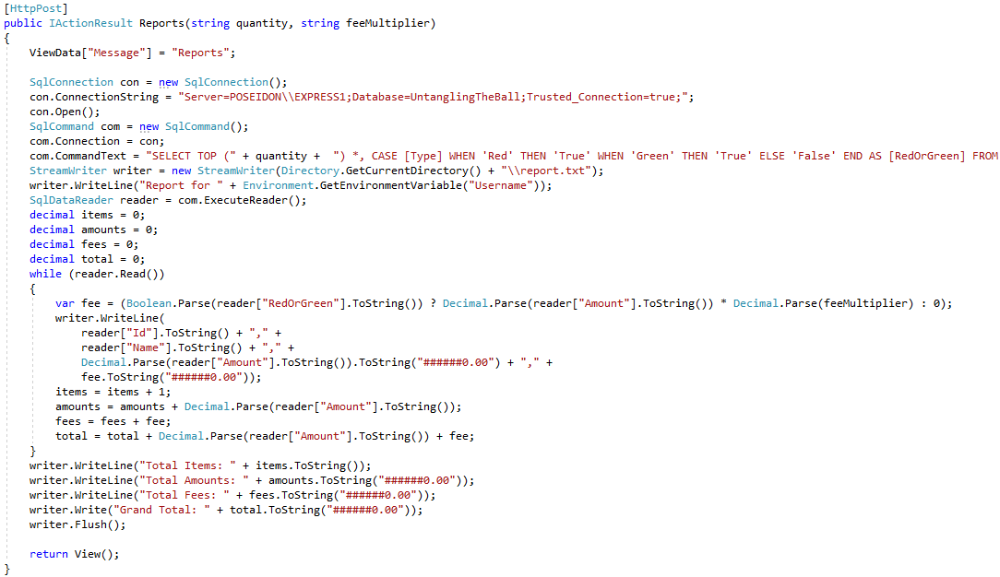 [HttpPost]
public IActionResult Reports(string quantity, string feeMultiplier)
{
    ViewData["Message"] = "Reports";

    SqlConnection con = new SqlConnection();
    con.ConnectionString = "Server=POSEIDON\\EXPRESS1;Database=UntanglingTheBall;Trusted_Connection=true;";
    con.Open();
    SqlCommand com = new SqlCommand();
    com.Connection = con;
    com.CommandText = "SELECT TOP (" + quantity +  ") *, CASE [Type] WHEN 'Red' THEN 'True' WHEN 'Green' THEN 'True' ELSE 'False' END AS [RedOrGreen] FROM
    StreamWriter writer = new StreamWriter(Directory.GetCurrentDirectory() + "\\report.txt");
    writer.WriteLine("Report for " + Environment.GetEnvironmentVariable("Username"));
    SqlDataReader reader = com.ExecuteReader();
    decimal items = 0;
    decimal amounts = 0;
    decimal fees = 0;
    decimal total = 0;
    while (reader.Read())
    {
        var fee = (Boolean.Parse(reader["RedOrGreen"].ToString()) ? Decimal.Parse(reader["Amount"].ToString()) * Decimal.Parse(feeMultiplier) : 0);
        writer.WriteLine(
            reader["Id"].ToString() + "," +
            reader["Name"].ToString() + "," +
            Decimal.Parse(reader["Amount"].ToString()).ToString("######0.00") + "," +
            fee.ToString("######0.00"));
        items = items + 1;
        amounts = amounts + Decimal.Parse(reader["Amount"].ToString());
        fees = fees + fee;
        total = total + Decimal.Parse(reader["Amount"].ToString()) + fee;
    }
    writer.WriteLine("Total Items: " + items.ToString());
    writer.WriteLine("Total Amounts: " + amounts.ToString("######0.00"));
    writer.WriteLine("Total Fees: " + fees.ToString("######0.00"));
    writer.Write("Grand Total: " + total.ToString("######0.00"));
    writer.Flush();

    return View();
}